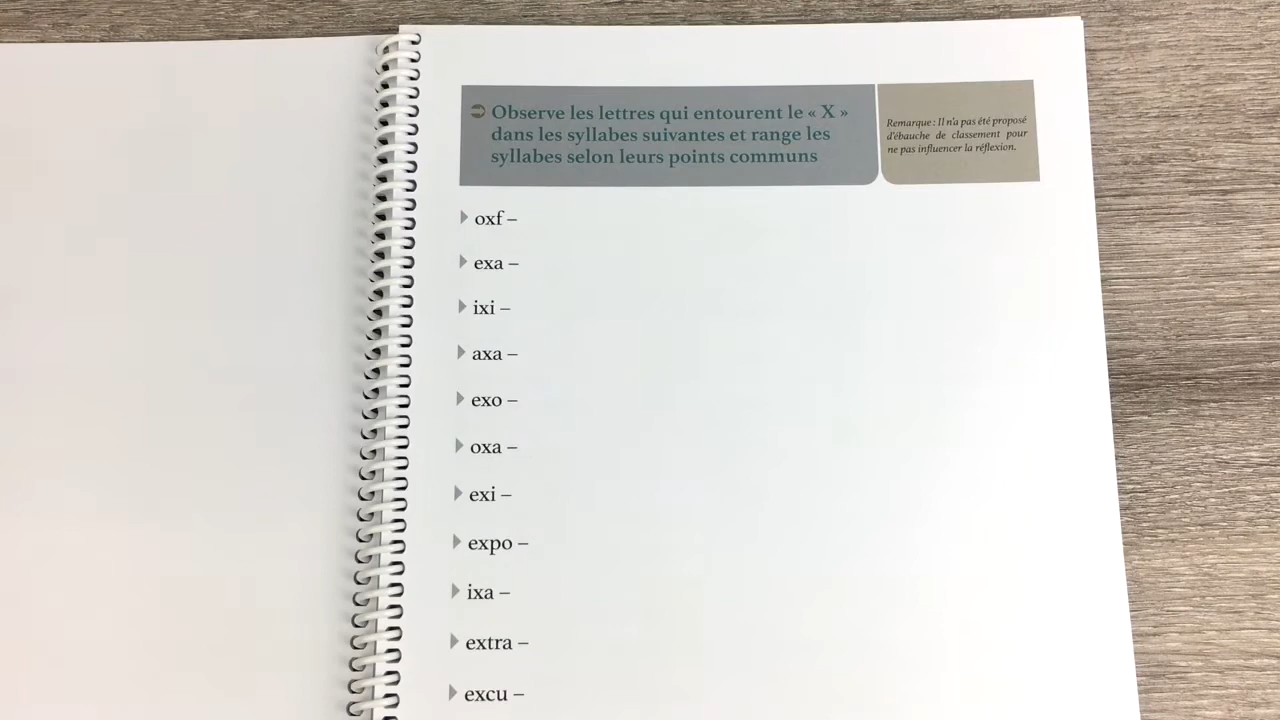 Observe les lettres qui entourent le « X »
dans les syllabes suivantes et range les
syllabes selon leurs points communs
Remarque : Il n'a pas été proposé
d'ébauche de classement pour
ne pas influencer la réflexion.
oxf –
exa –
ixi –
axa –
exo –
oxa –
exi –
expo –
ixa –
extra –
excu –